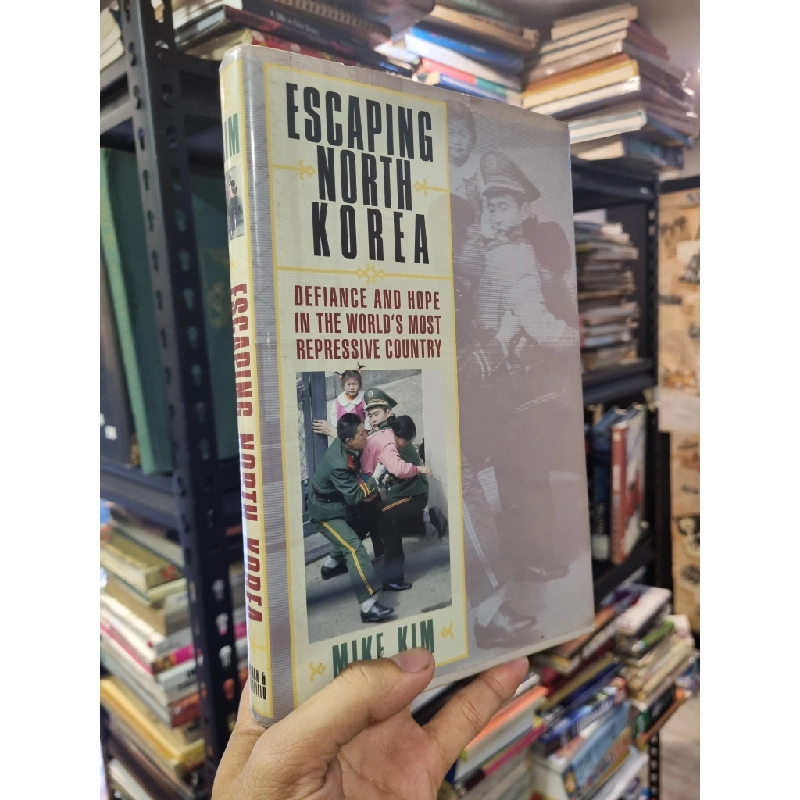 ESCAPING
NORTH
KOREA
DEFIANCE AND HOPE
IN THE WORLD'S MOST
REPRESSIVE COUNTRY
MIKE KIM
ESCAPING NORTH KOREA